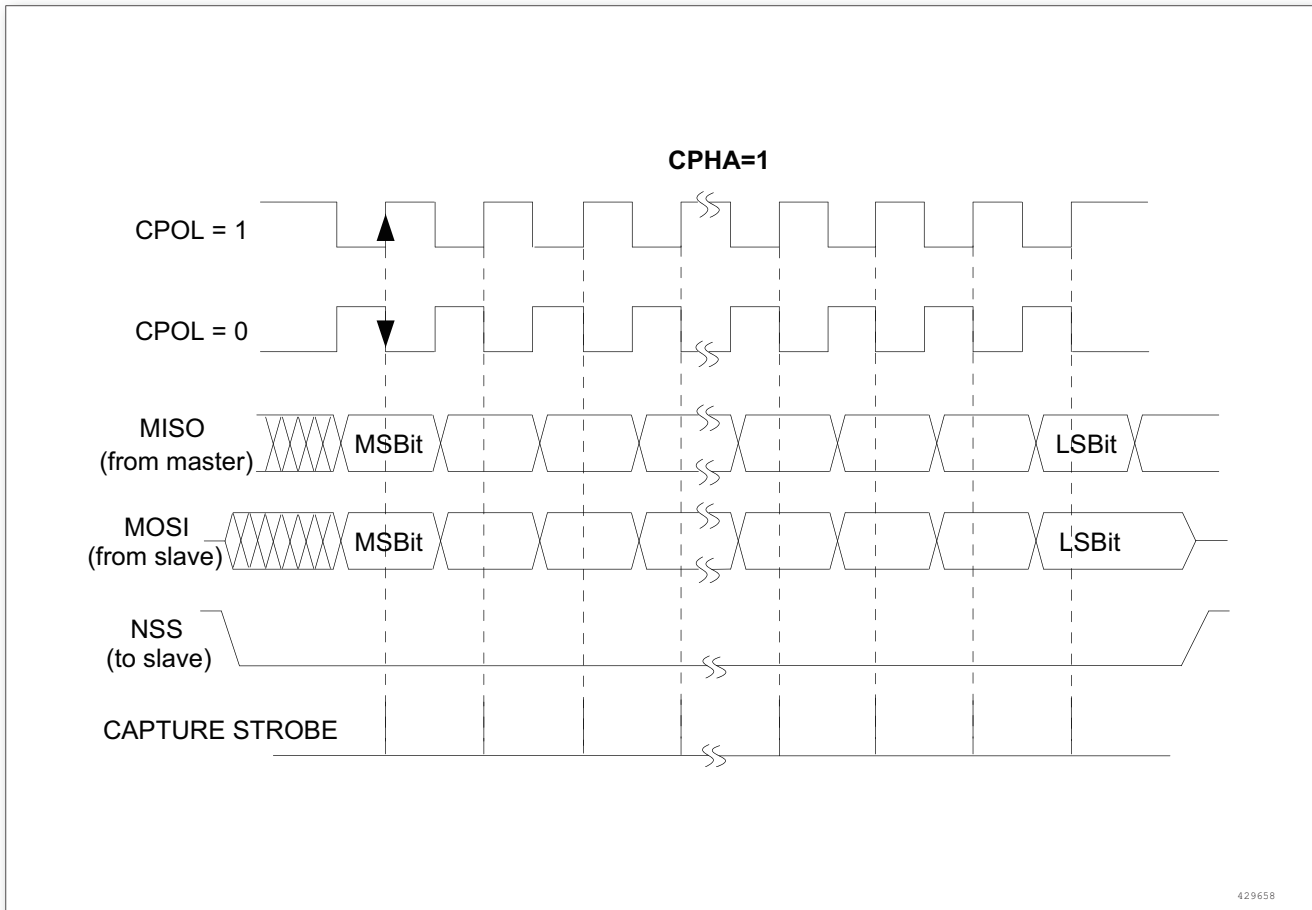 CPHA=1
CPOL = 1
CPOL = 0
MISO
(from master)
MSBit
LSBit
MOSI
(from slave)
MSBit
LSBit
NSS
(to slave)
CAPTURE STROBE
429658